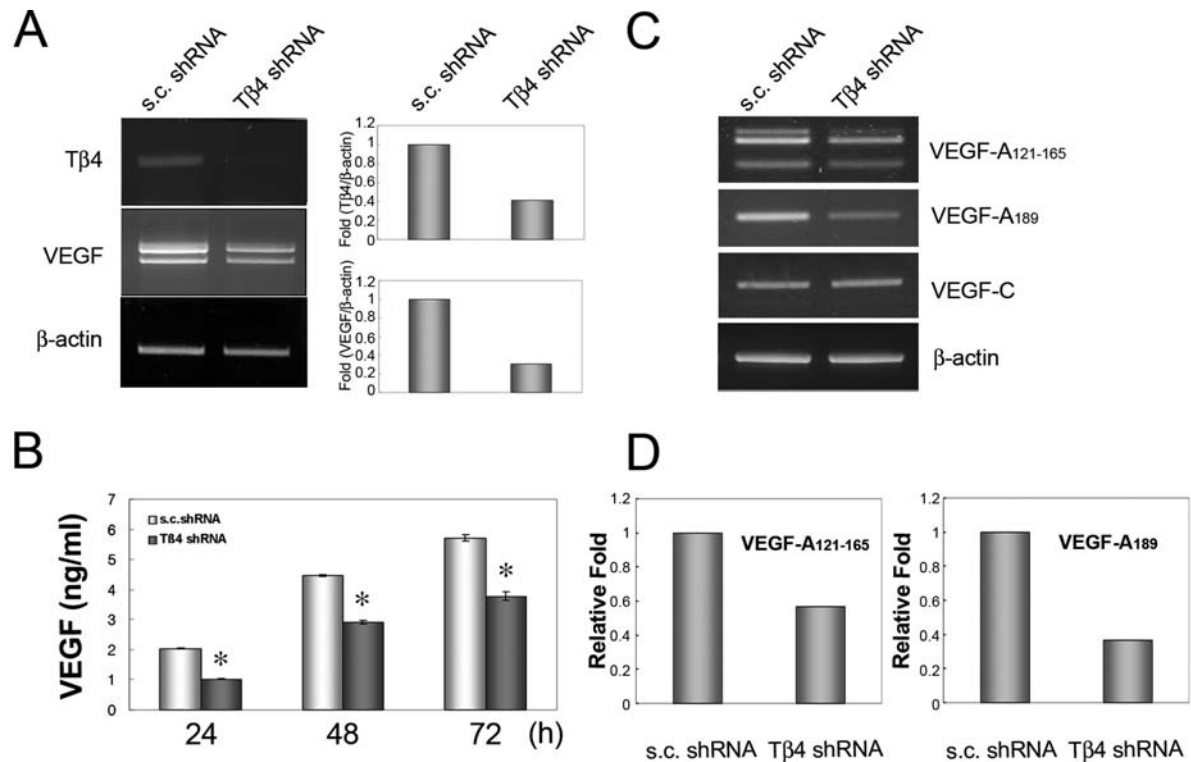 A
s.c. shRNA
Tβ4 shRNA
Tβ4
VEGF
β-actin
s.c. shRNA
Tβ4 shRNA
Fold (Tβ4/β-actin)
1.2
1
0.8
0.6
0.4
0.2
0
Fold (VEGF/β-actin)
1.2
1
0.8
0.6
0.4
0.2
0
C
s.c. shRNA
Tβ4 shRNA
VEGF-A121-165
VEGF-A189
VEGF-C
β-actin
B
VEGF (ng/ml)
7
6
5
4
3
2
1
0
s.c.shRNA
Tβ4 shRNA
*
*
*
24 48 72 (h)
D
Relative Fold
1.2
1
0.8
0.6
0.4
0.2
0
VEGF-A121-165
s.c. shRNA Tβ4 shRNA
Relative Fold
1.2
1
0.8
0.6
0.4
0.2
0
VEGF-A189
s.c. shRNA Tβ4 shRNA